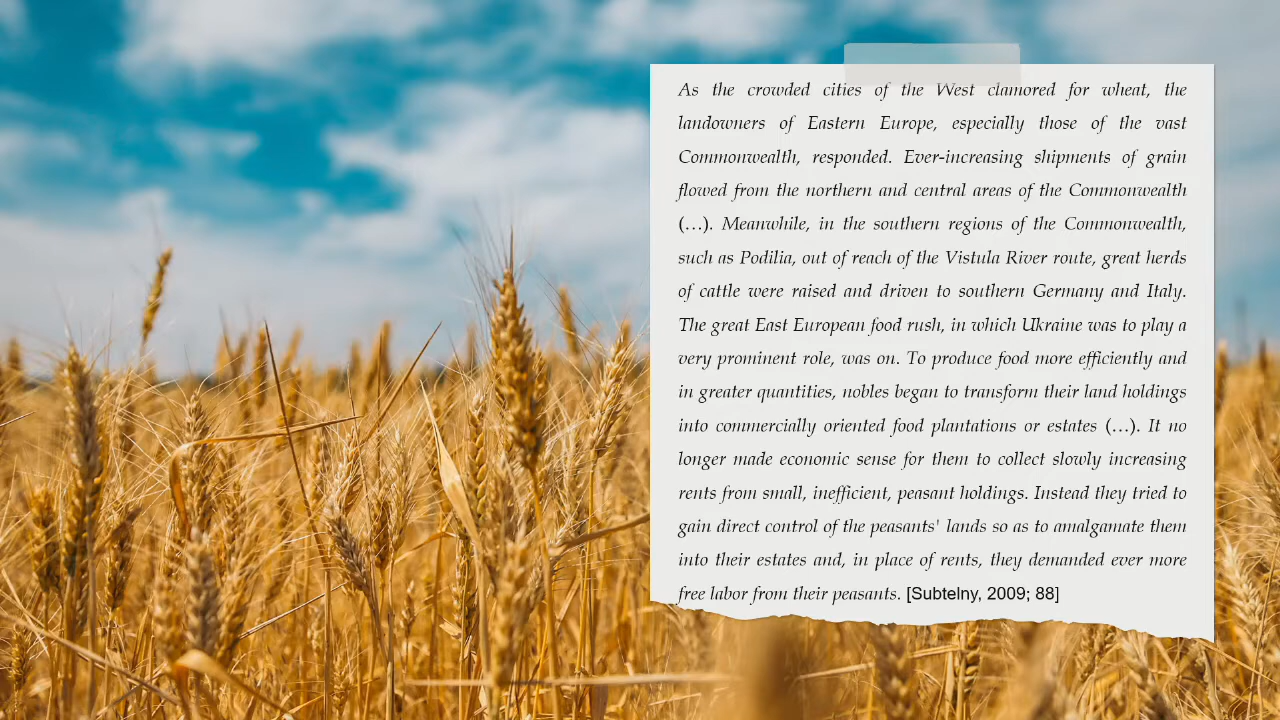 As the crowded cities of the West clamored for wheat, the
landowners of Eastern Europe, especially those of the vast
Commonwealth, responded. Ever-increasing shipments of grain
flowed from the northern and central areas of the Commonwealth
(…). Meanwhile, in the southern regions of the Commonwealth,
such as Podilia, out of reach of the Vistula River route, great herds
of cattle were raised and driven to southern Germany and Italy.
The great East European food rush, in which Ukraine was to play a
very prominent role, was on. To produce food more efficiently and
in greater quantities, nobles began to transform their land holdings
into commercially oriented food plantations or estates (…). It no
longer made economic sense for them to collect slowly increasing
rents from small, inefficient, peasant holdings. Instead they tried to
gain direct control of the peasants' lands so as to amalgamate them
into their estates and, in place of rents, they demanded ever more
free labor from their peasants. [Subtelny, 2009; 88]